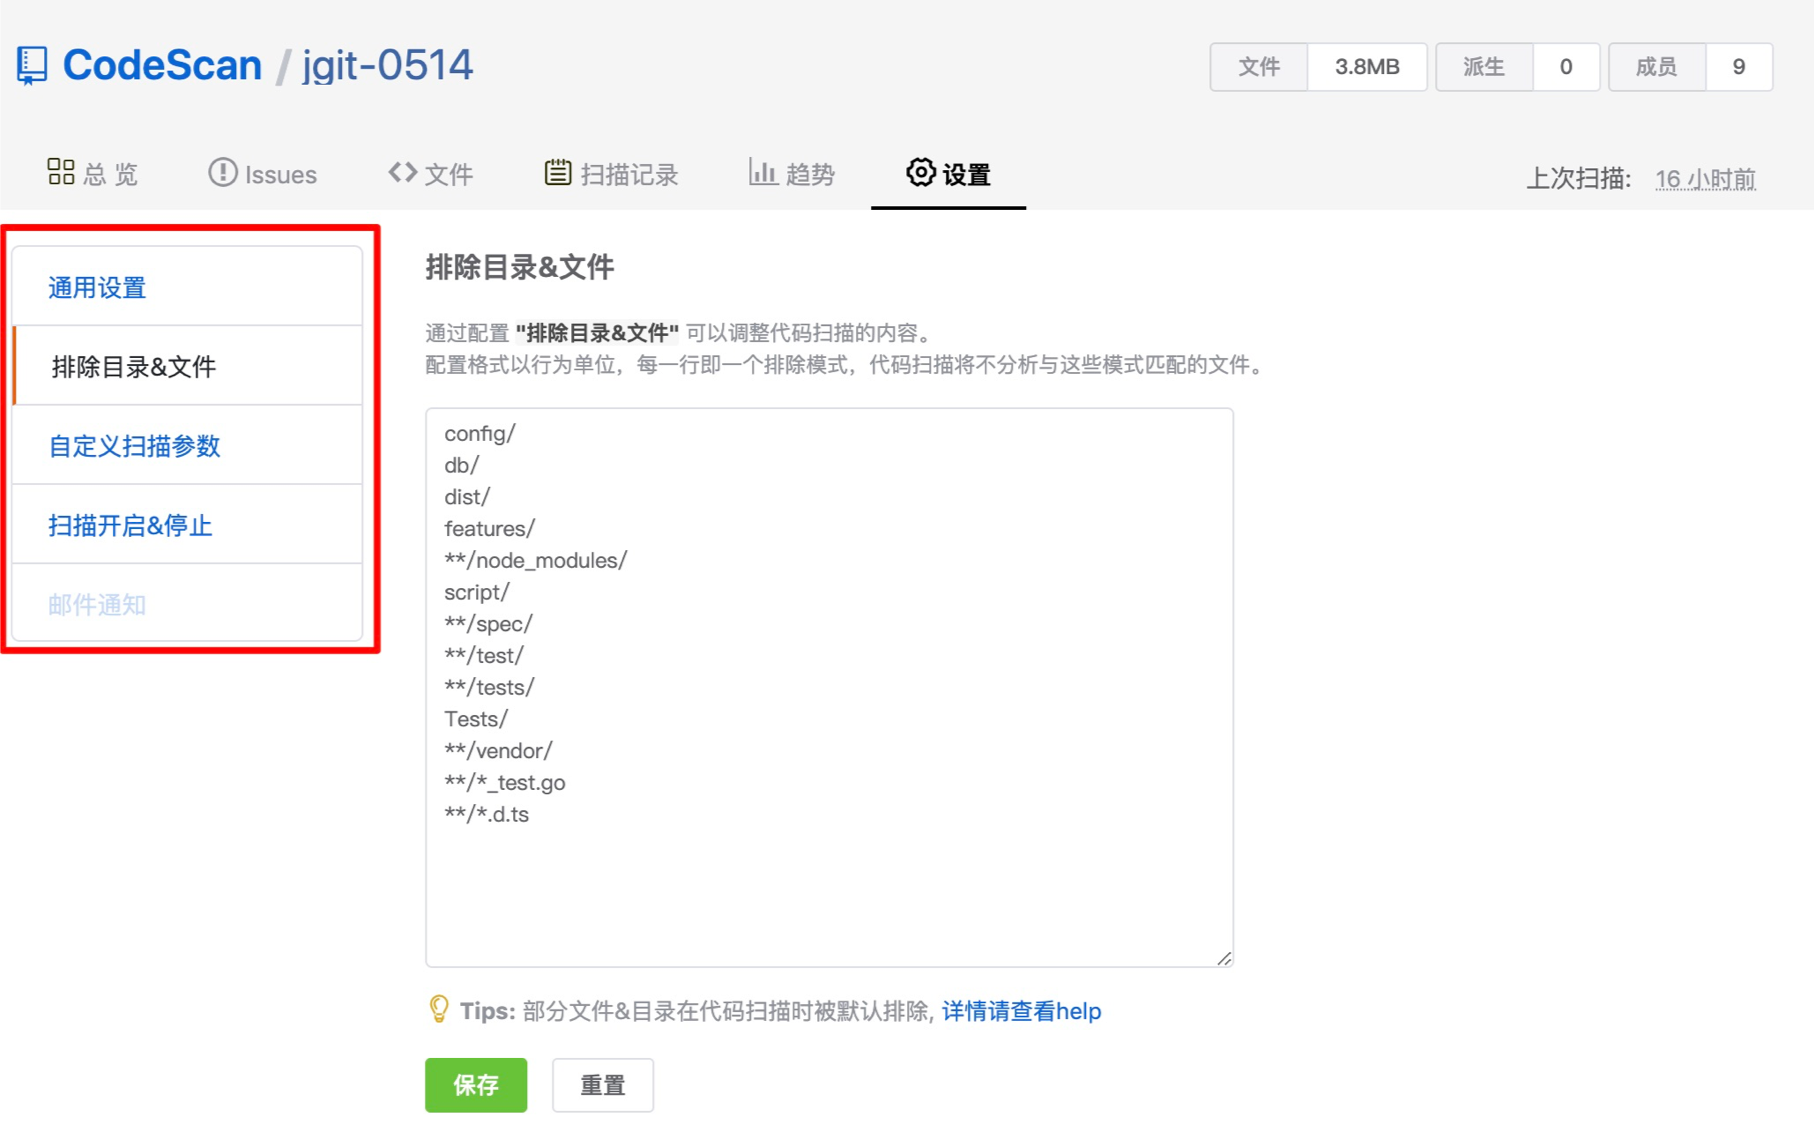 CodeScan / jgit-0514
文件 3.8MB 派生 0 成员 9
总 览 Issues 文件 扫描记录 趋势 设置 上次扫描: 16 小时前
通用设置
排除目录&文件
自定义扫描参数
扫描开启&停止
邮件通知
排除目录&文件
通过配置 "排除目录&文件" 可以调整代码扫描的内容。
配置格式以行为单位，每一行即一个排除模式，代码扫描将不分析与这些模式匹配的文件。
config/
db/
dist/
features/
**/node_modules/
script/
**/spec/
**/test/
**/tests/
Tests/
**/vendor/
**/*_test.go
**/*.d.ts
Tips: 部分文件&目录在代码扫描时被默认排除, 详情请查看help
保存 重置